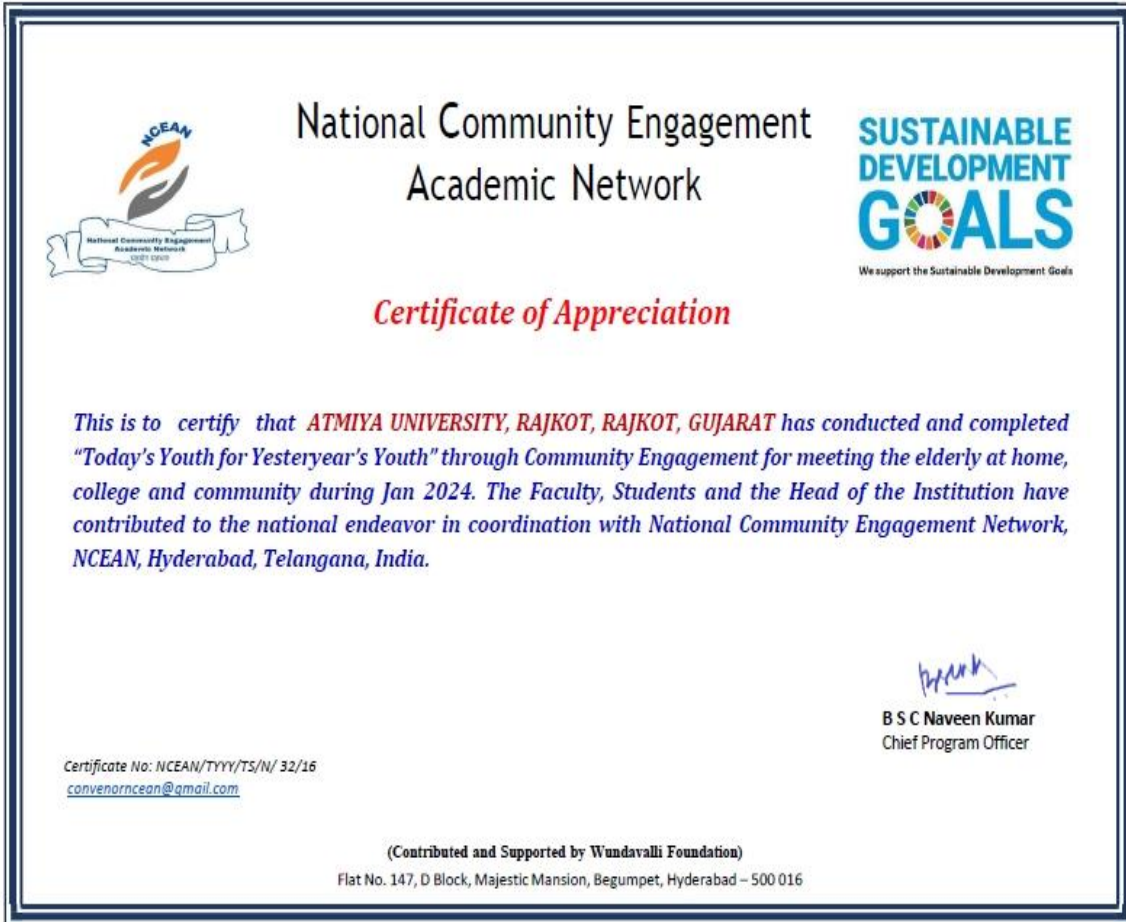 NCEAN
National Community Engagement
Academic Network
National Community Engagement
Academic Network
SUSTAINABLE
DEVELOPMENT
GOALS
We support the Sustainable Development Goals
Certificate of Appreciation
This is to certify that ATMIYA UNIVERSITY, RAJKOT, RAJKOT, GUJARAT has conducted and completed
“Today's Youth for Yesteryear's Youth” through Community Engagement for meeting the elderly at home,
college and community during Jan 2024. The Faculty, Students and the Head of the Institution have
contributed to the national endeavor in coordination with National Community Engagement Network,
NCEAN, Hyderabad, Telangana, India.
B S C Naveen Kumar
Chief Program Officer
Certificate No: NCEAN/TYYY/TS/N/ 32/16
convenorncean@gmail.com
(Contributed and Supported by Wundavalli Foundation)
Flat No. 147, D Block, Majestic Mansion, Begumpet, Hyderabad – 500 016